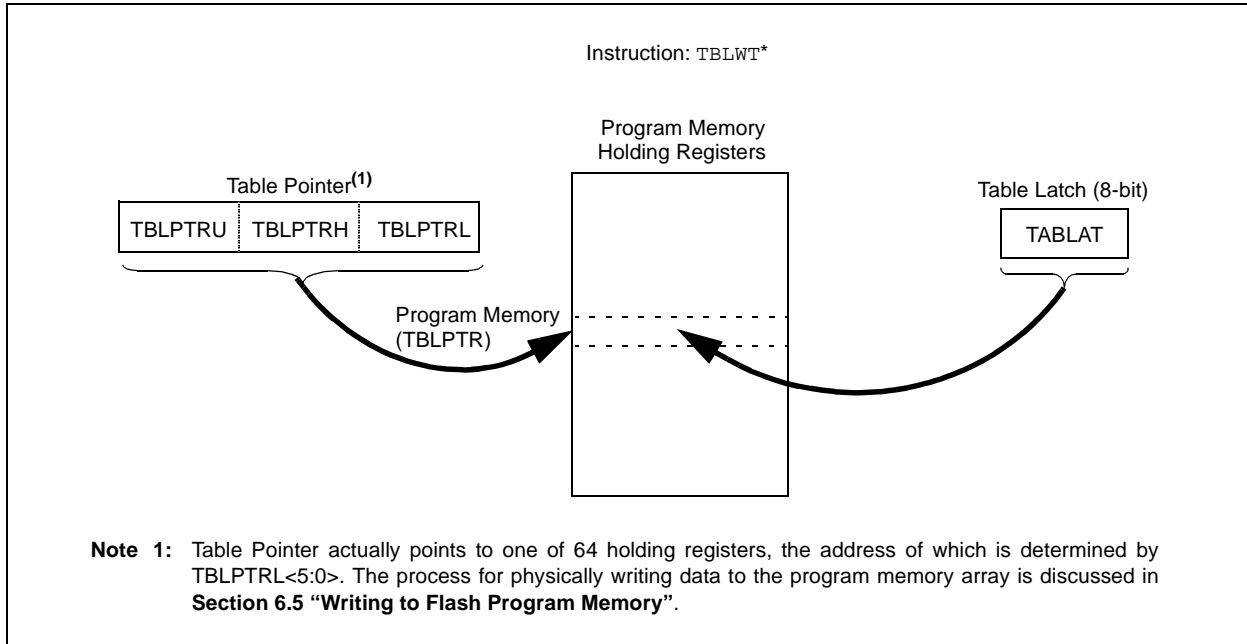 Instruction: TBLWT*
Program Memory
Holding Registers
Table Pointer(1)
Table Latch (8-bit)
TBLPTRU TBLPTRH TBLPTRL
TABLAT
Program Memory
(TBLPTR)
Note 1: Table Pointer actually points to one of 64 holding registers, the address of which is determined by
TBLPTRL<5:0>. The process for physically writing data to the program memory array is discussed in
Section 6.5 “Writing to Flash Program Memory”.